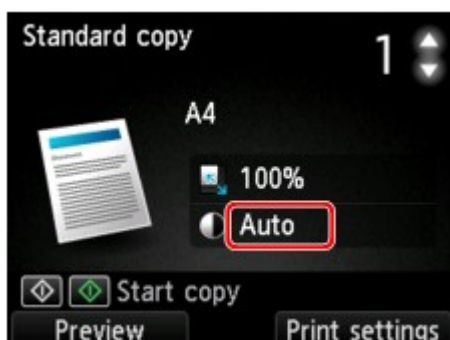 Standard copy
1
A4
100%
Auto
Start copy
Preview Print settings